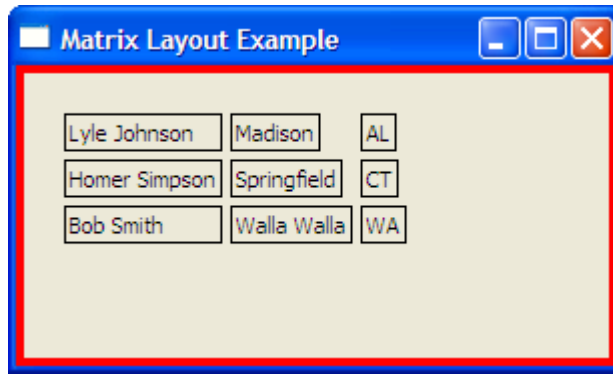 Matrix Layout Example
Lyle Johnson Madison AL
Homer Simpson Springfield CT
Bob Smith Walla Walla WA